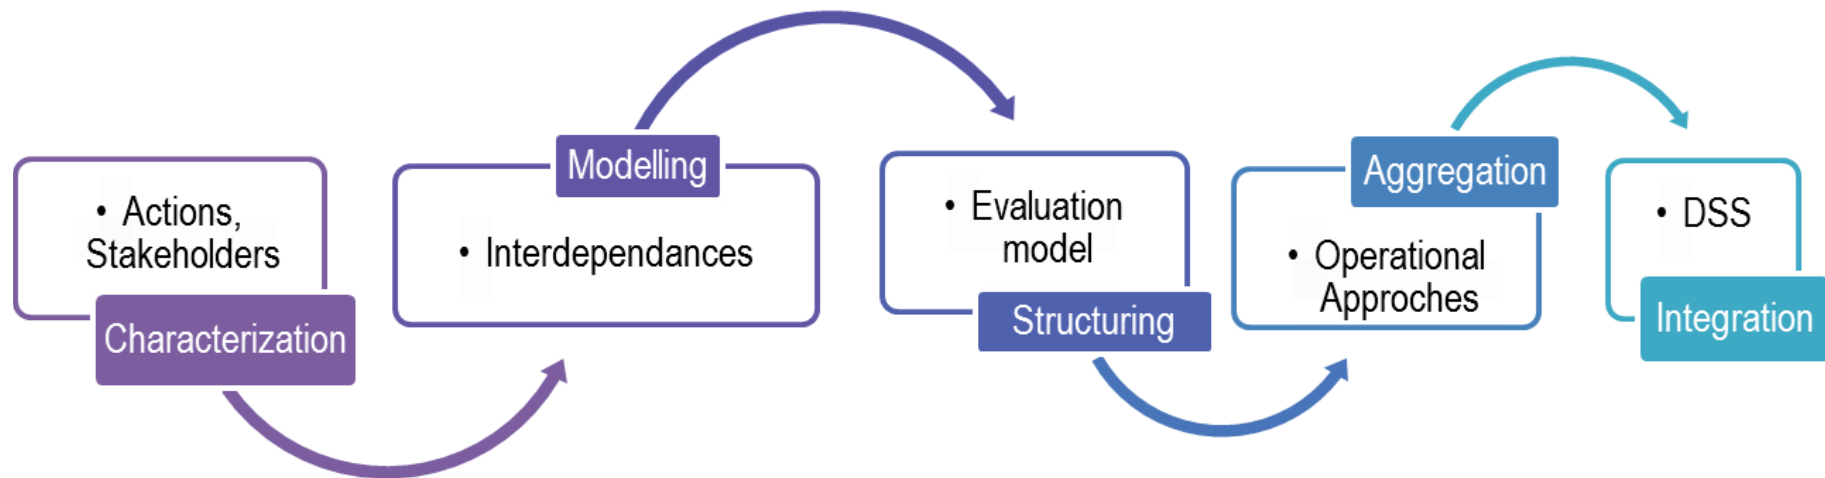 • Actions,
Stakeholders
Characterization
Modelling
• Interdependances
• Evaluation
model
Structuring
Aggregation
• Operational
Approches
• DSS
Integration